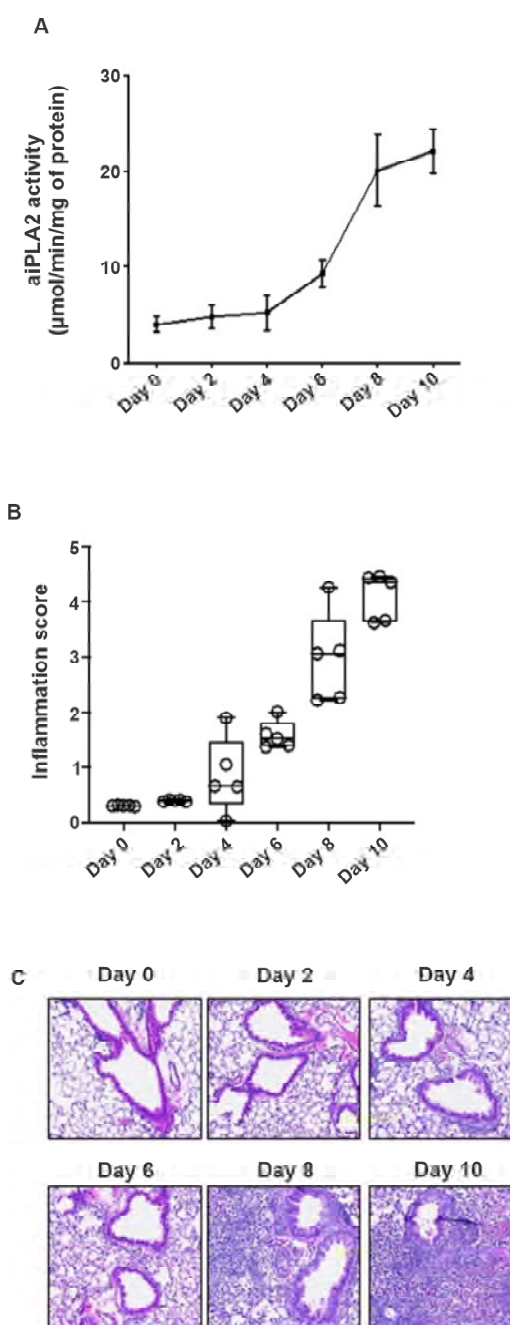 A
aiPLA2 activity
(µmol/min/mg of protein)
30
20
10
0
Day 0
Day 2
Day 4
Day 6
Day 8
Day 10
B
Inflammation score
5
4
3
2
1
0
Day 0
Day 2
Day 4
Day 6
Day 8
Day 10
C
Day 0
Day 2
Day 4
Day 6
Day 8
Day 10